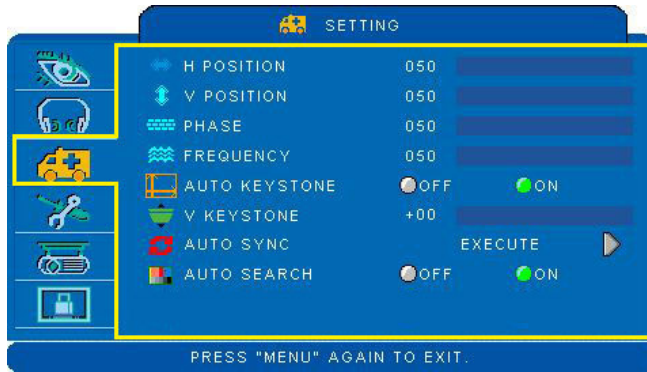 SETTING
H POSITION 050
V POSITION 050
PHASE 050
FREQUENCY 050
AUTO KEYSTONE OFF ON
V KEYSTONE +00
AUTO SYNC EXECUTE
AUTO SEARCH OFF ON
PRESS "MENU" AGAIN TO EXIT.